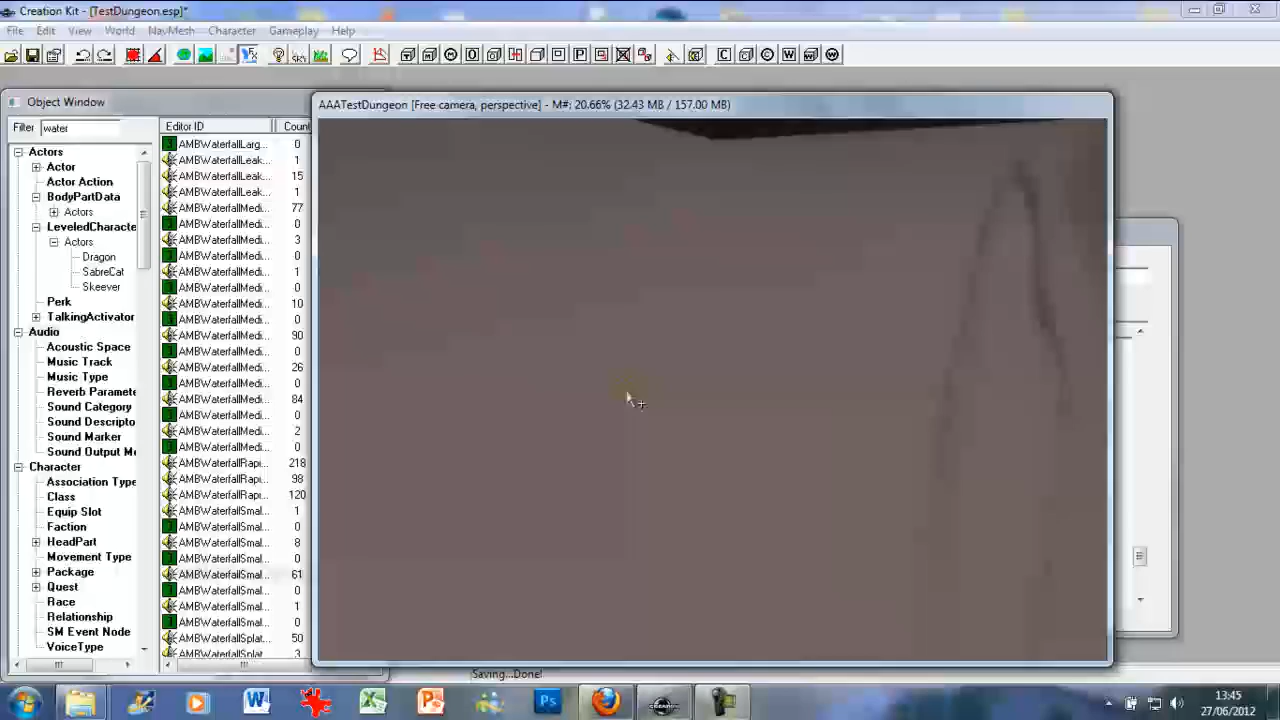 Creation Kit - [TestDungeon.esp]*
File Edit View World NavMesh Character Gameplay Help
Object Window
Filter water
Actors
Actor
Actor Action
BodyPartData
Actors
LeveledCharacte
Actors
Dragon
SabreCat
Skeever
Perk
TalkingActivator
Audio
Acoustic Space
Music Track
Music Type
Reverb Paramete
Sound Category
Sound Descripto
Sound Marker
Sound Output Mo
Character
Association Type
Class
Equip Slot
Faction
HeadPart
Movement Type
Package
Quest
Race
Relationship
SM Event Node
VoiceType
Editor ID Count
AMBWaterfallLarg... 0
AMBWaterfallLeak... 1
AMBWaterfallLeak... 15
AMBWaterfallLeak... 1
AMBWaterfallMedi... 77
AMBWaterfallMedi... 0
AMBWaterfallMedi... 3
AMBWaterfallMedi... 0
AMBWaterfallMedi... 1
AMBWaterfallMedi... 0
AMBWaterfallMedi... 10
AMBWaterfallMedi... 0
AMBWaterfallMedi... 90
AMBWaterfallMedi... 0
AMBWaterfallMedi... 26
AMBWaterfallMedi... 0
AMBWaterfallMedi... 84
AMBWaterfallMedi... 0
AMBWaterfallMedi... 2
AMBWaterfallMedi... 0
AMBWaterfallRapi... 218
AMBWaterfallRapi... 98
AMBWaterfallRapi... 120
AMBWaterfallSmal... 1
AMBWaterfallSmal... 0
AMBWaterfallSmal... 8
AMBWaterfallSmal... 0
AMBWaterfallSmal... 61
AMBWaterfallSmal... 0
AMBWaterfallSmal... 1
AMBWaterfallSmal... 0
AMBWaterfallSplat... 50
AMBWaterfallSplat... 3
AAATestDungeon [Free camera, perspective] - M#: 20.66% (32.43 MB / 157.00 MB)
Saving...Done!
13:45
27/06/2012